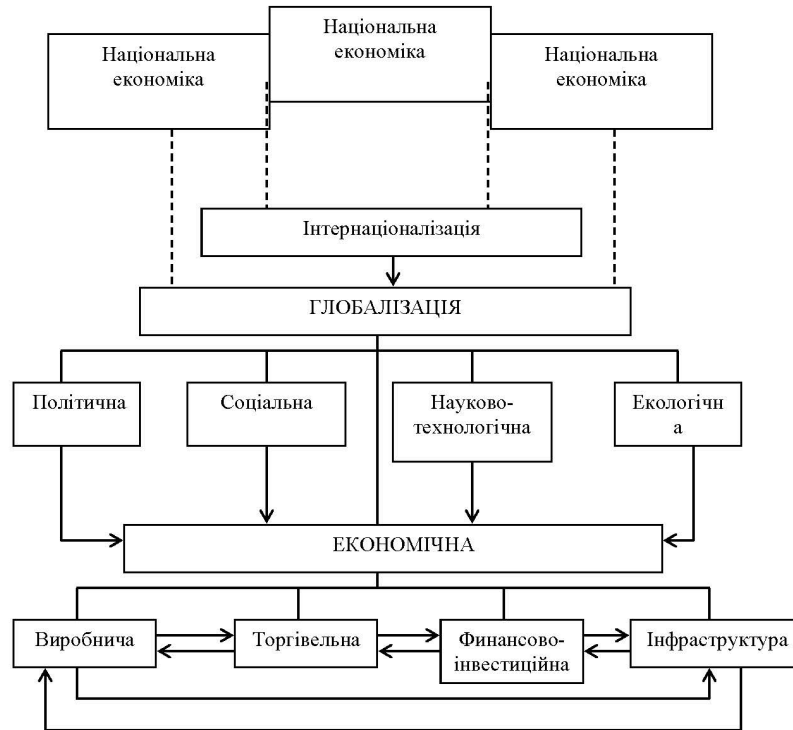 Національна
економіка
Національна
економіка
Національна
економіка
Інтернаціоналізація
ГЛОБАЛІЗАЦІЯ
Політична
Соціальна
Науково-
технологічна
Екологічн
а
ЕКОНОМІЧНА
Виробнича
Торгівельна
Финансово-
інвестиційна
Інфраструктура